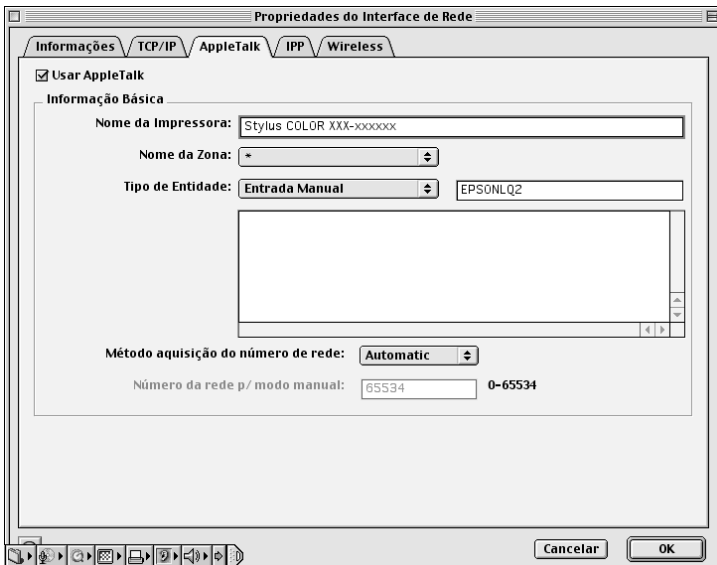 Propriedades do Interface de Rede
Informações TCP/IP AppleTalk IPP Wireless
Usar AppleTalk
Informação Básica
Nome da Impressora: Stylus COLOR XXX-xxxxxx
Nome da Zona: *
Tipo de Entidade: Entrada Manual EPSONLQ2
Método aquisição do número de rede: Automatic
Número da rede p/ modo manual: 65534 0-65534
Cancelar OK